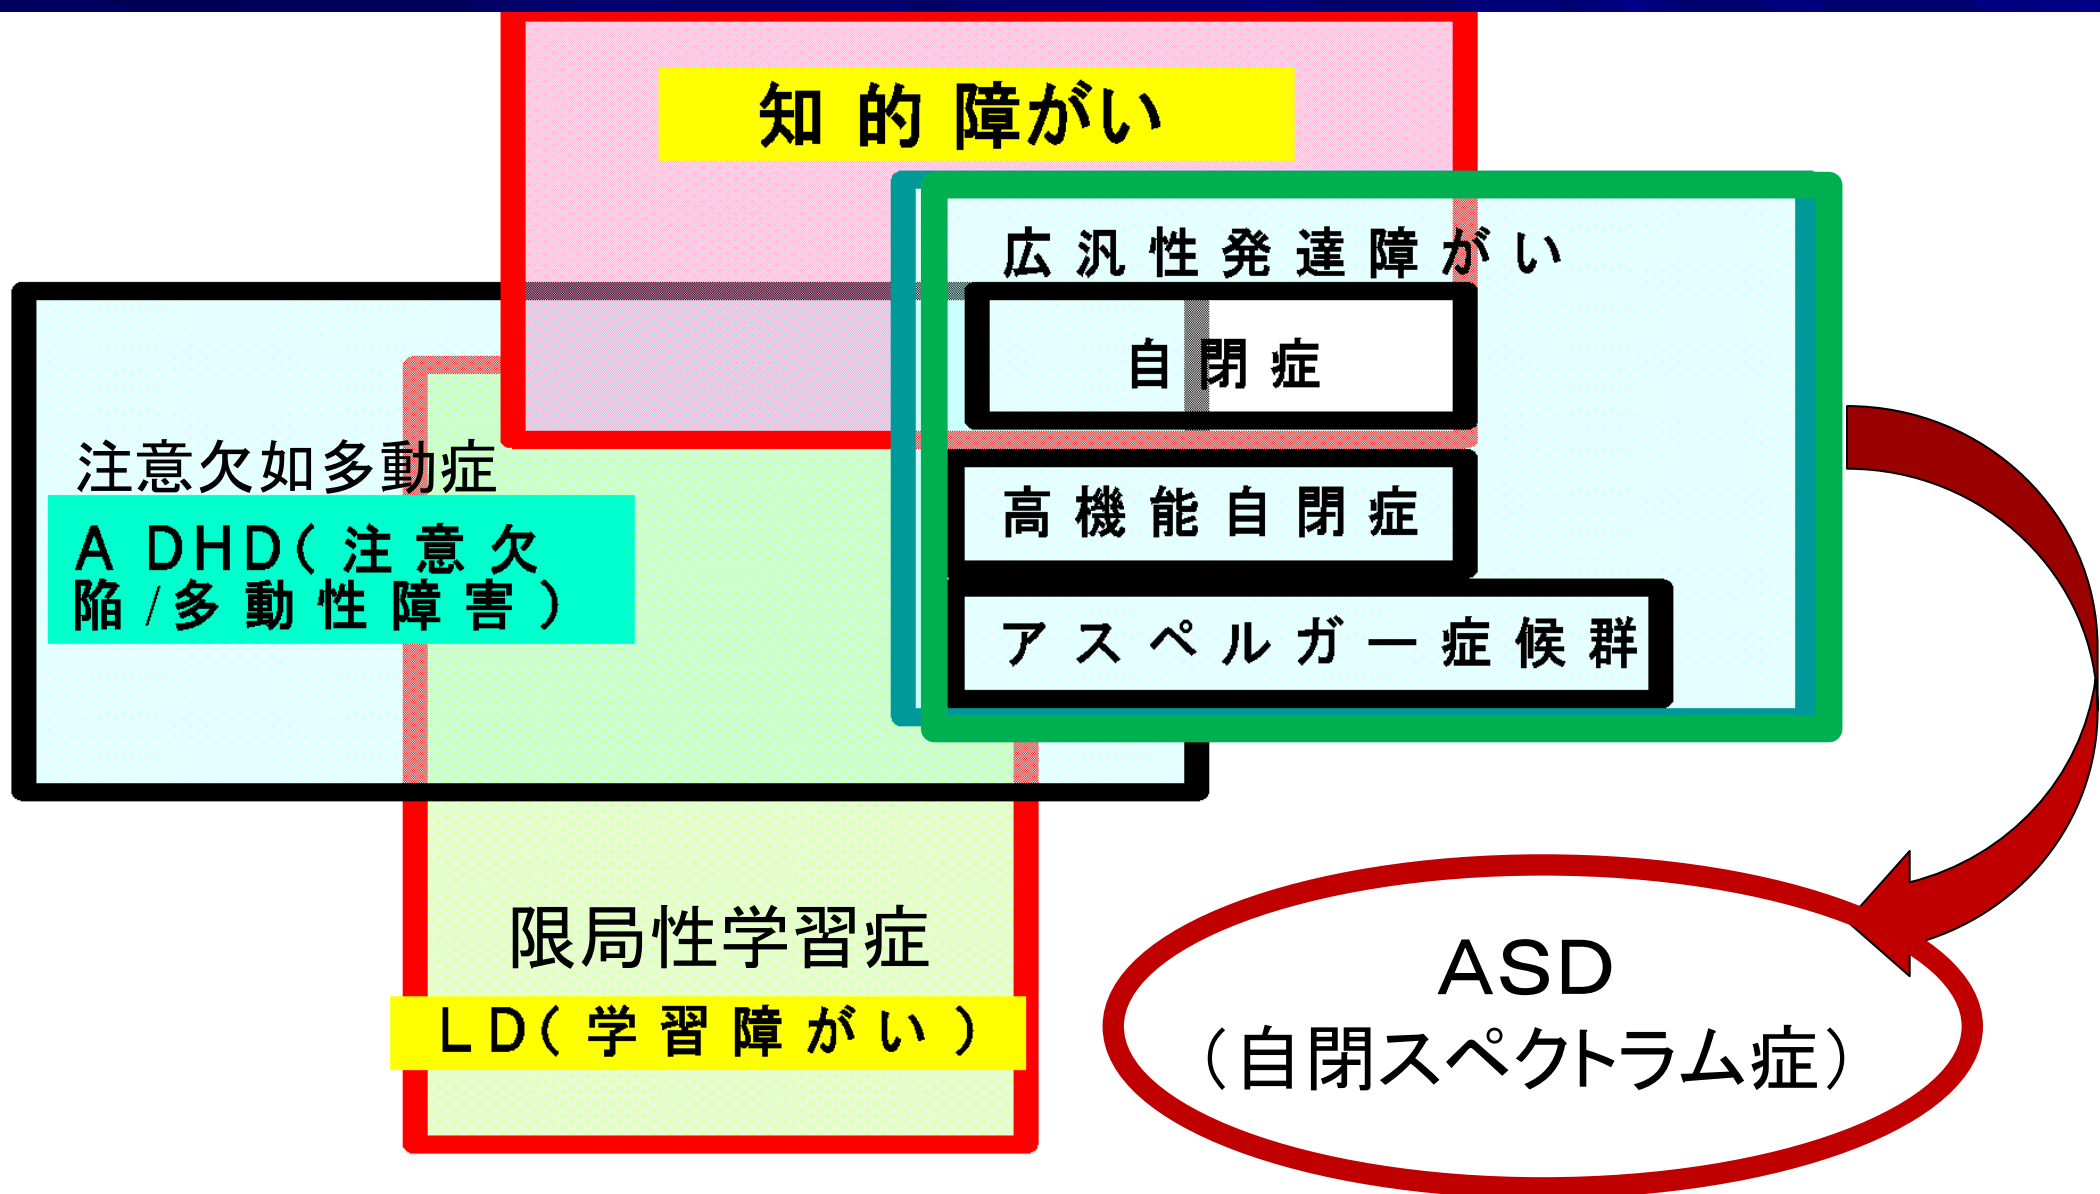 知的障がい
広汎性発達障がい
自閉症
高機能自閉症
アスペルガー症候群
注意欠如多動症
ADHD(注意欠
陥/多動性障害)
限局性学習症
LD(学習障がい)
ASD
(自閉スペクトラム症)